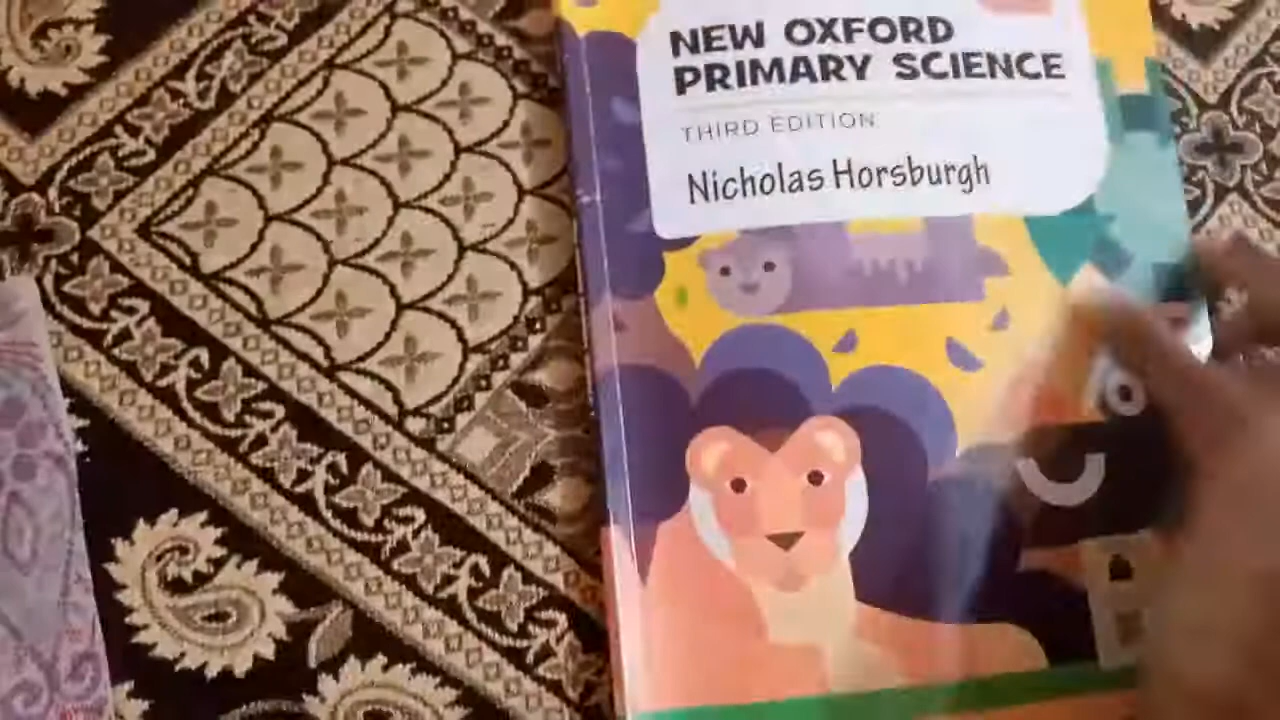 NEW OXFORD
PRIMARY SCIENCE
THIRD EDITION
Nicholas Horsburgh